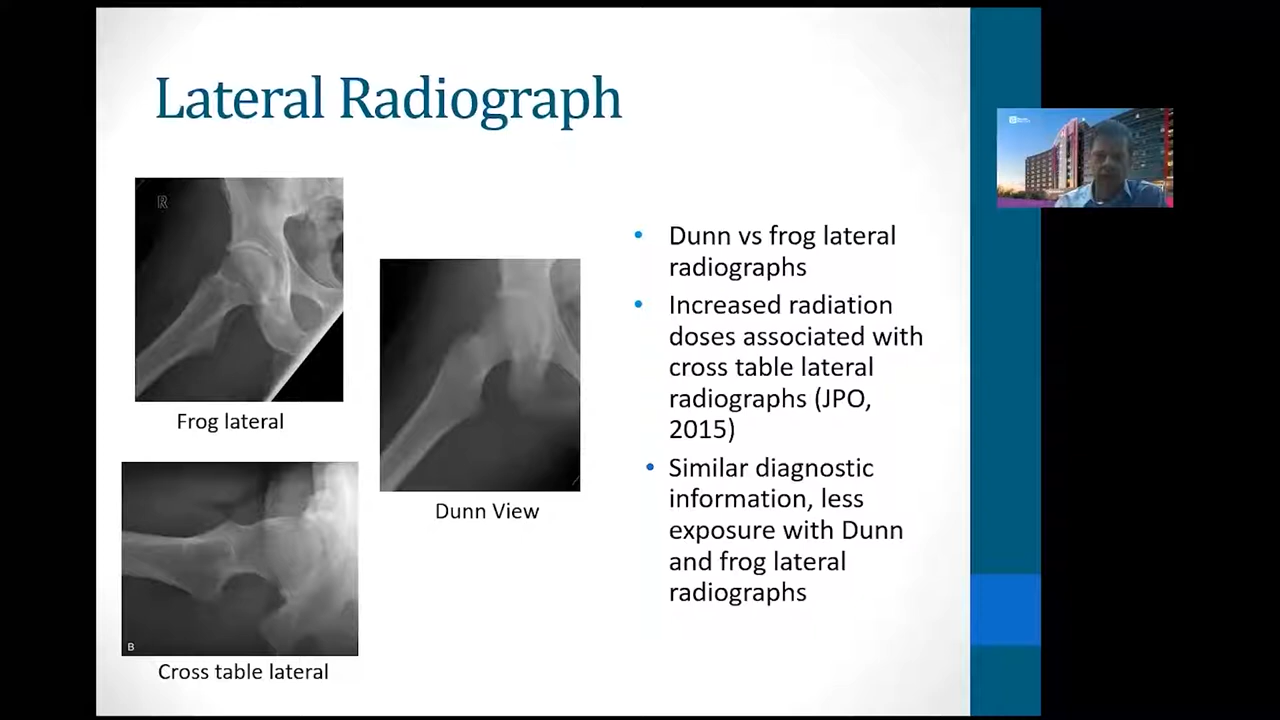 Lateral Radiograph
R
Frog lateral
Dunn View
B
Cross table lateral
• Dunn vs frog lateral
radiographs
• Increased radiation
doses associated with
cross table lateral
radiographs (JPO,
2015)
• Similar diagnostic
information, less
exposure with Dunn
and frog lateral
radiographs